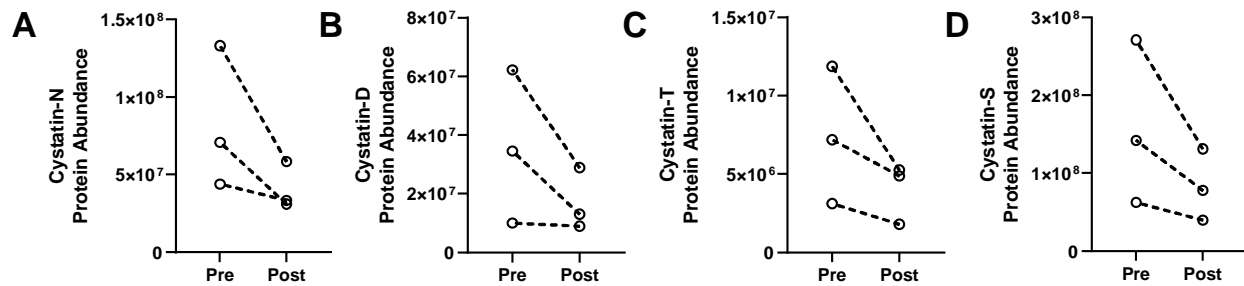 A
Cystatin-N
Protein Abundance
1.5×10⁸
1×10⁸
5×10⁷
0
Pre Post
B
Cystatin-D
Protein Abundance
8×10⁷
6×10⁷
4×10⁷
2×10⁷
0
Pre Post
C
Cystatin-T
Protein Abundance
1.5×10⁷
1×10⁷
5×10⁶
0
Pre Post
D
Cystatin-S
Protein Abundance
3×10⁸
2×10⁸
1×10⁸
0
Pre Post